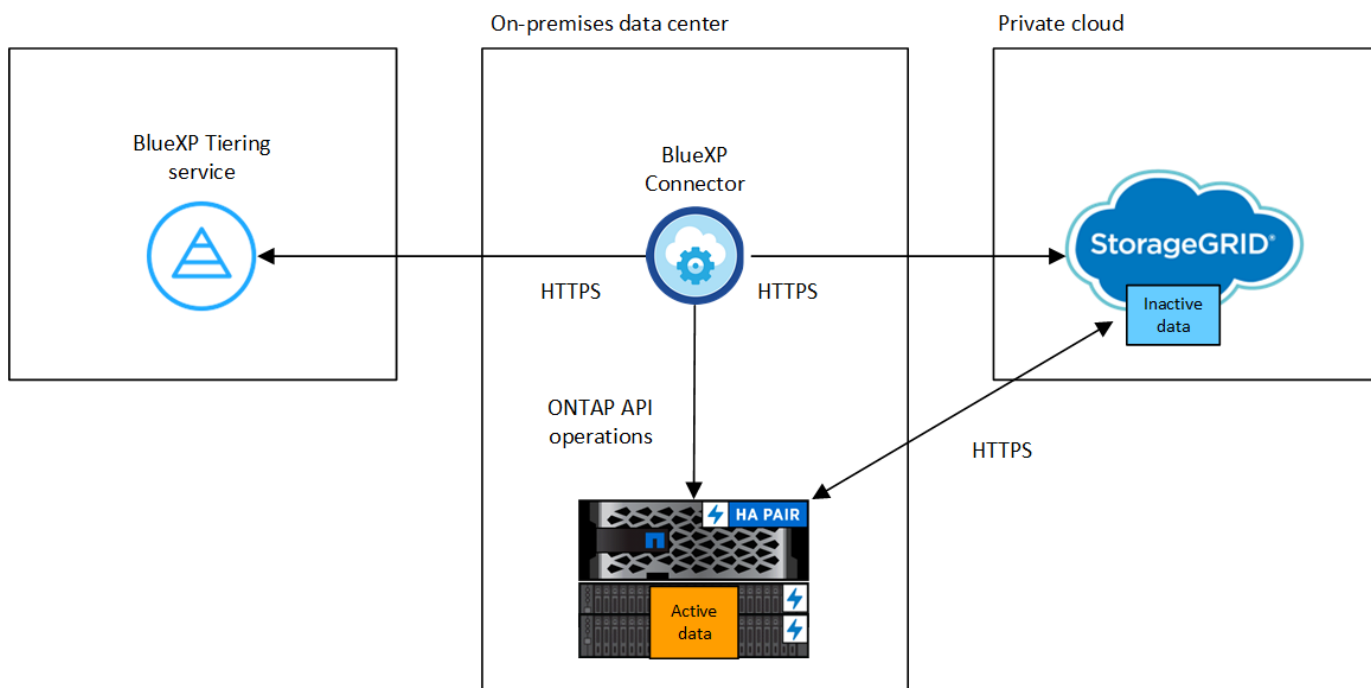 On-premises data center
Private cloud
BlueXP Tiering
service
BlueXP
Connector
StorageGRID®
HTTPS
HTTPS
Inactive
data
ONTAP API
operations
HTTPS
HA PAIR
Active
data